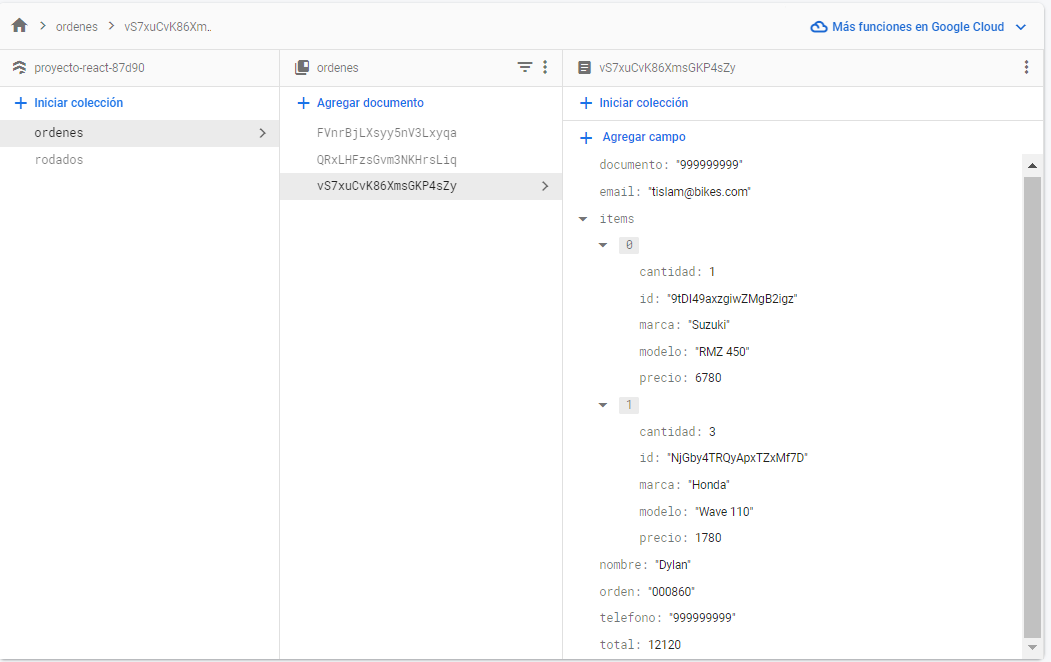 ordenes
vS7xuCvK86Xm..
Más funciones en Google Cloud
proyecto-react-87d90
Iniciar colección
ordenes
rodados
ordenes
Agregar documento
FVnrBjLXsyy5nV3Lxyqa
QRxLHFzsGvm3NKHrsLiq
vS7xuCvK86XmsGKP4sZy
vS7xuCvK86XmsGKP4sZy
Iniciar colección
Agregar campo
documento: "999999999"
email: "tislam@bikes.com"
items
0
cantidad: 1
id: "9tDI49axzgiwZMgB2igz"
marca: "Suzuki"
modelo: "RMZ 450"
precio: 6780
1
cantidad: 3
id: "NjGby4TRQyApxTZxMf7D"
marca: "Honda"
modelo: "Wave 110"
precio: 1780
nombre: "Dylan"
orden: "000860"
telefono: "999999999"
total: 12120